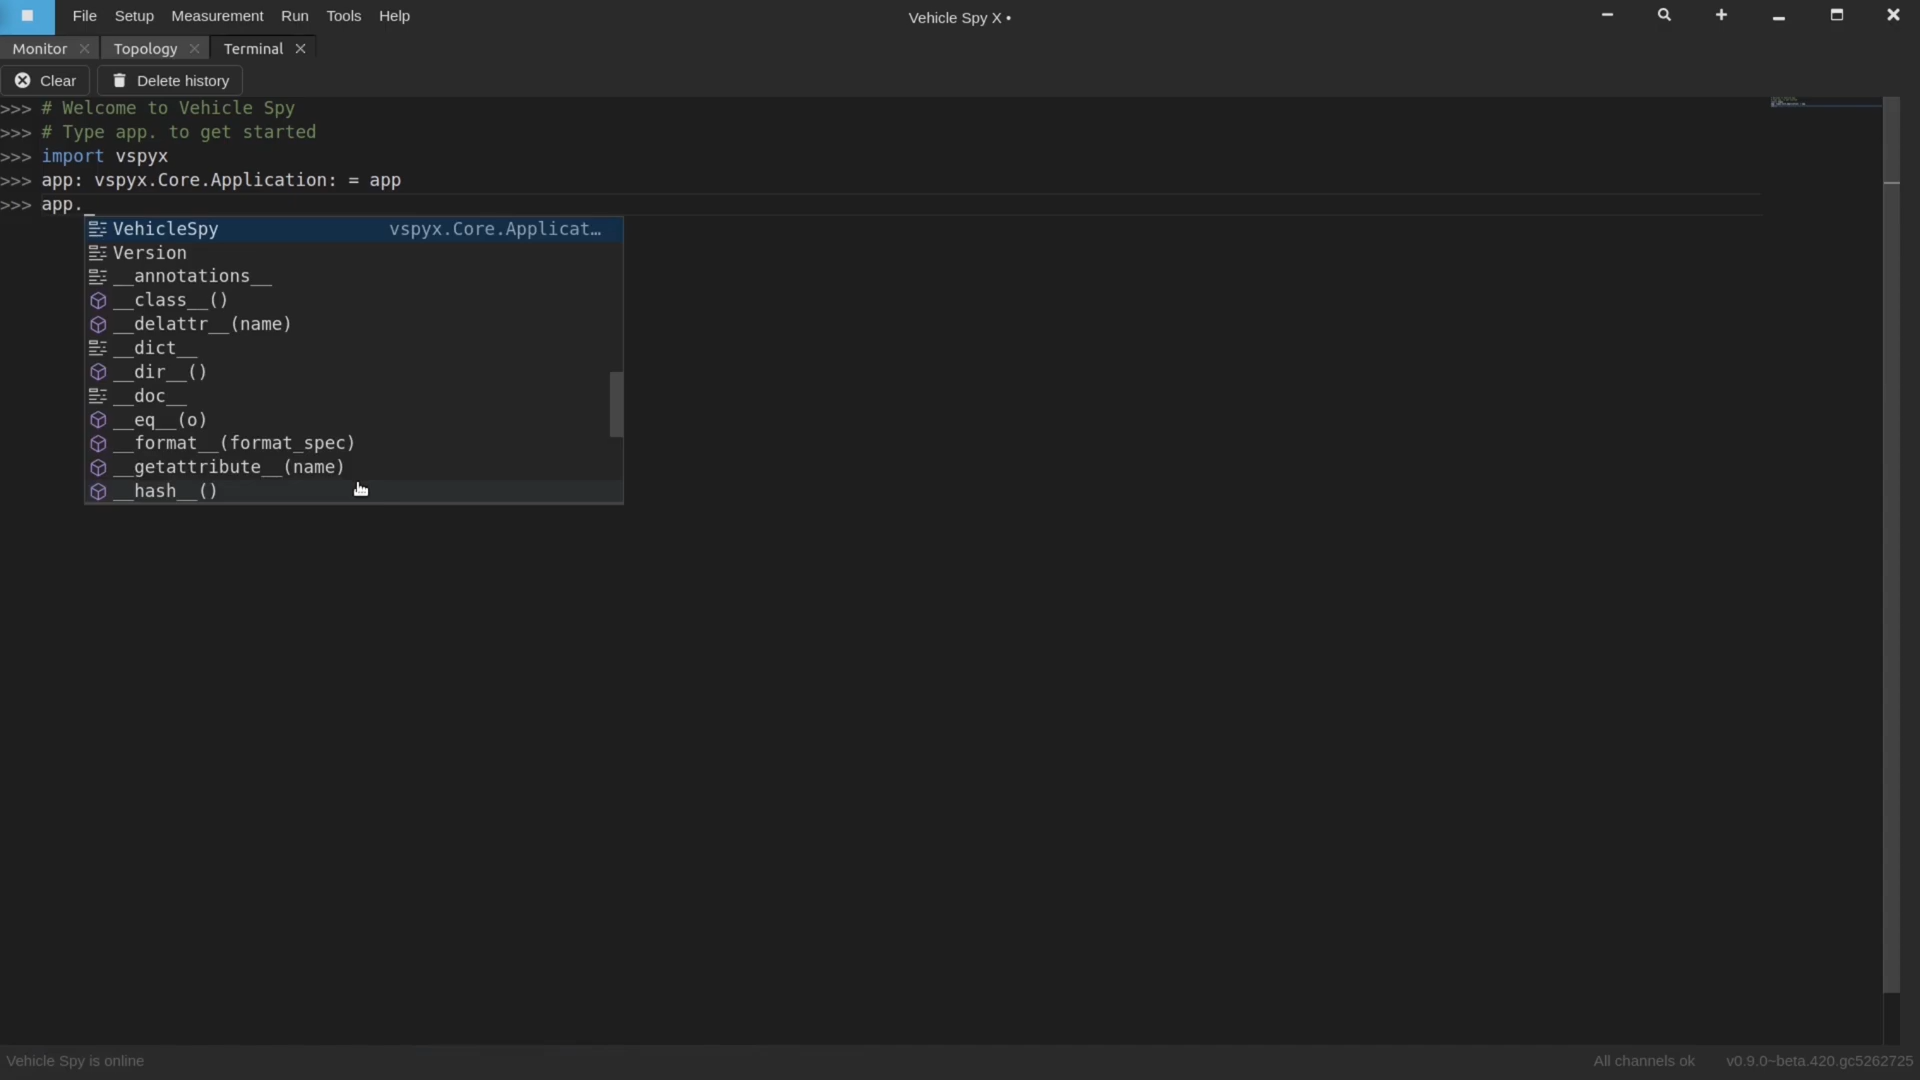 File Setup Measurement Run Tools Help Vehicle Spy X •
Monitor Topology Terminal
Clear Delete history
>>> # Welcome to Vehicle Spy
>>> # Type app. to get started
>>> import vspyx
>>> app: vspyx.Core.Application: = app
>>> app._
VehicleSpy vspyx.Core.Applicat…
Version
__annotations__
__class__()
__delattr__(name)
__dict__
__dir__()
__doc__
__eq__(o)
__format__(format_spec)
__getattribute__(name)
__hash__()
Vehicle Spy is online All channels ok v0.9.0~beta.420.gc5262725